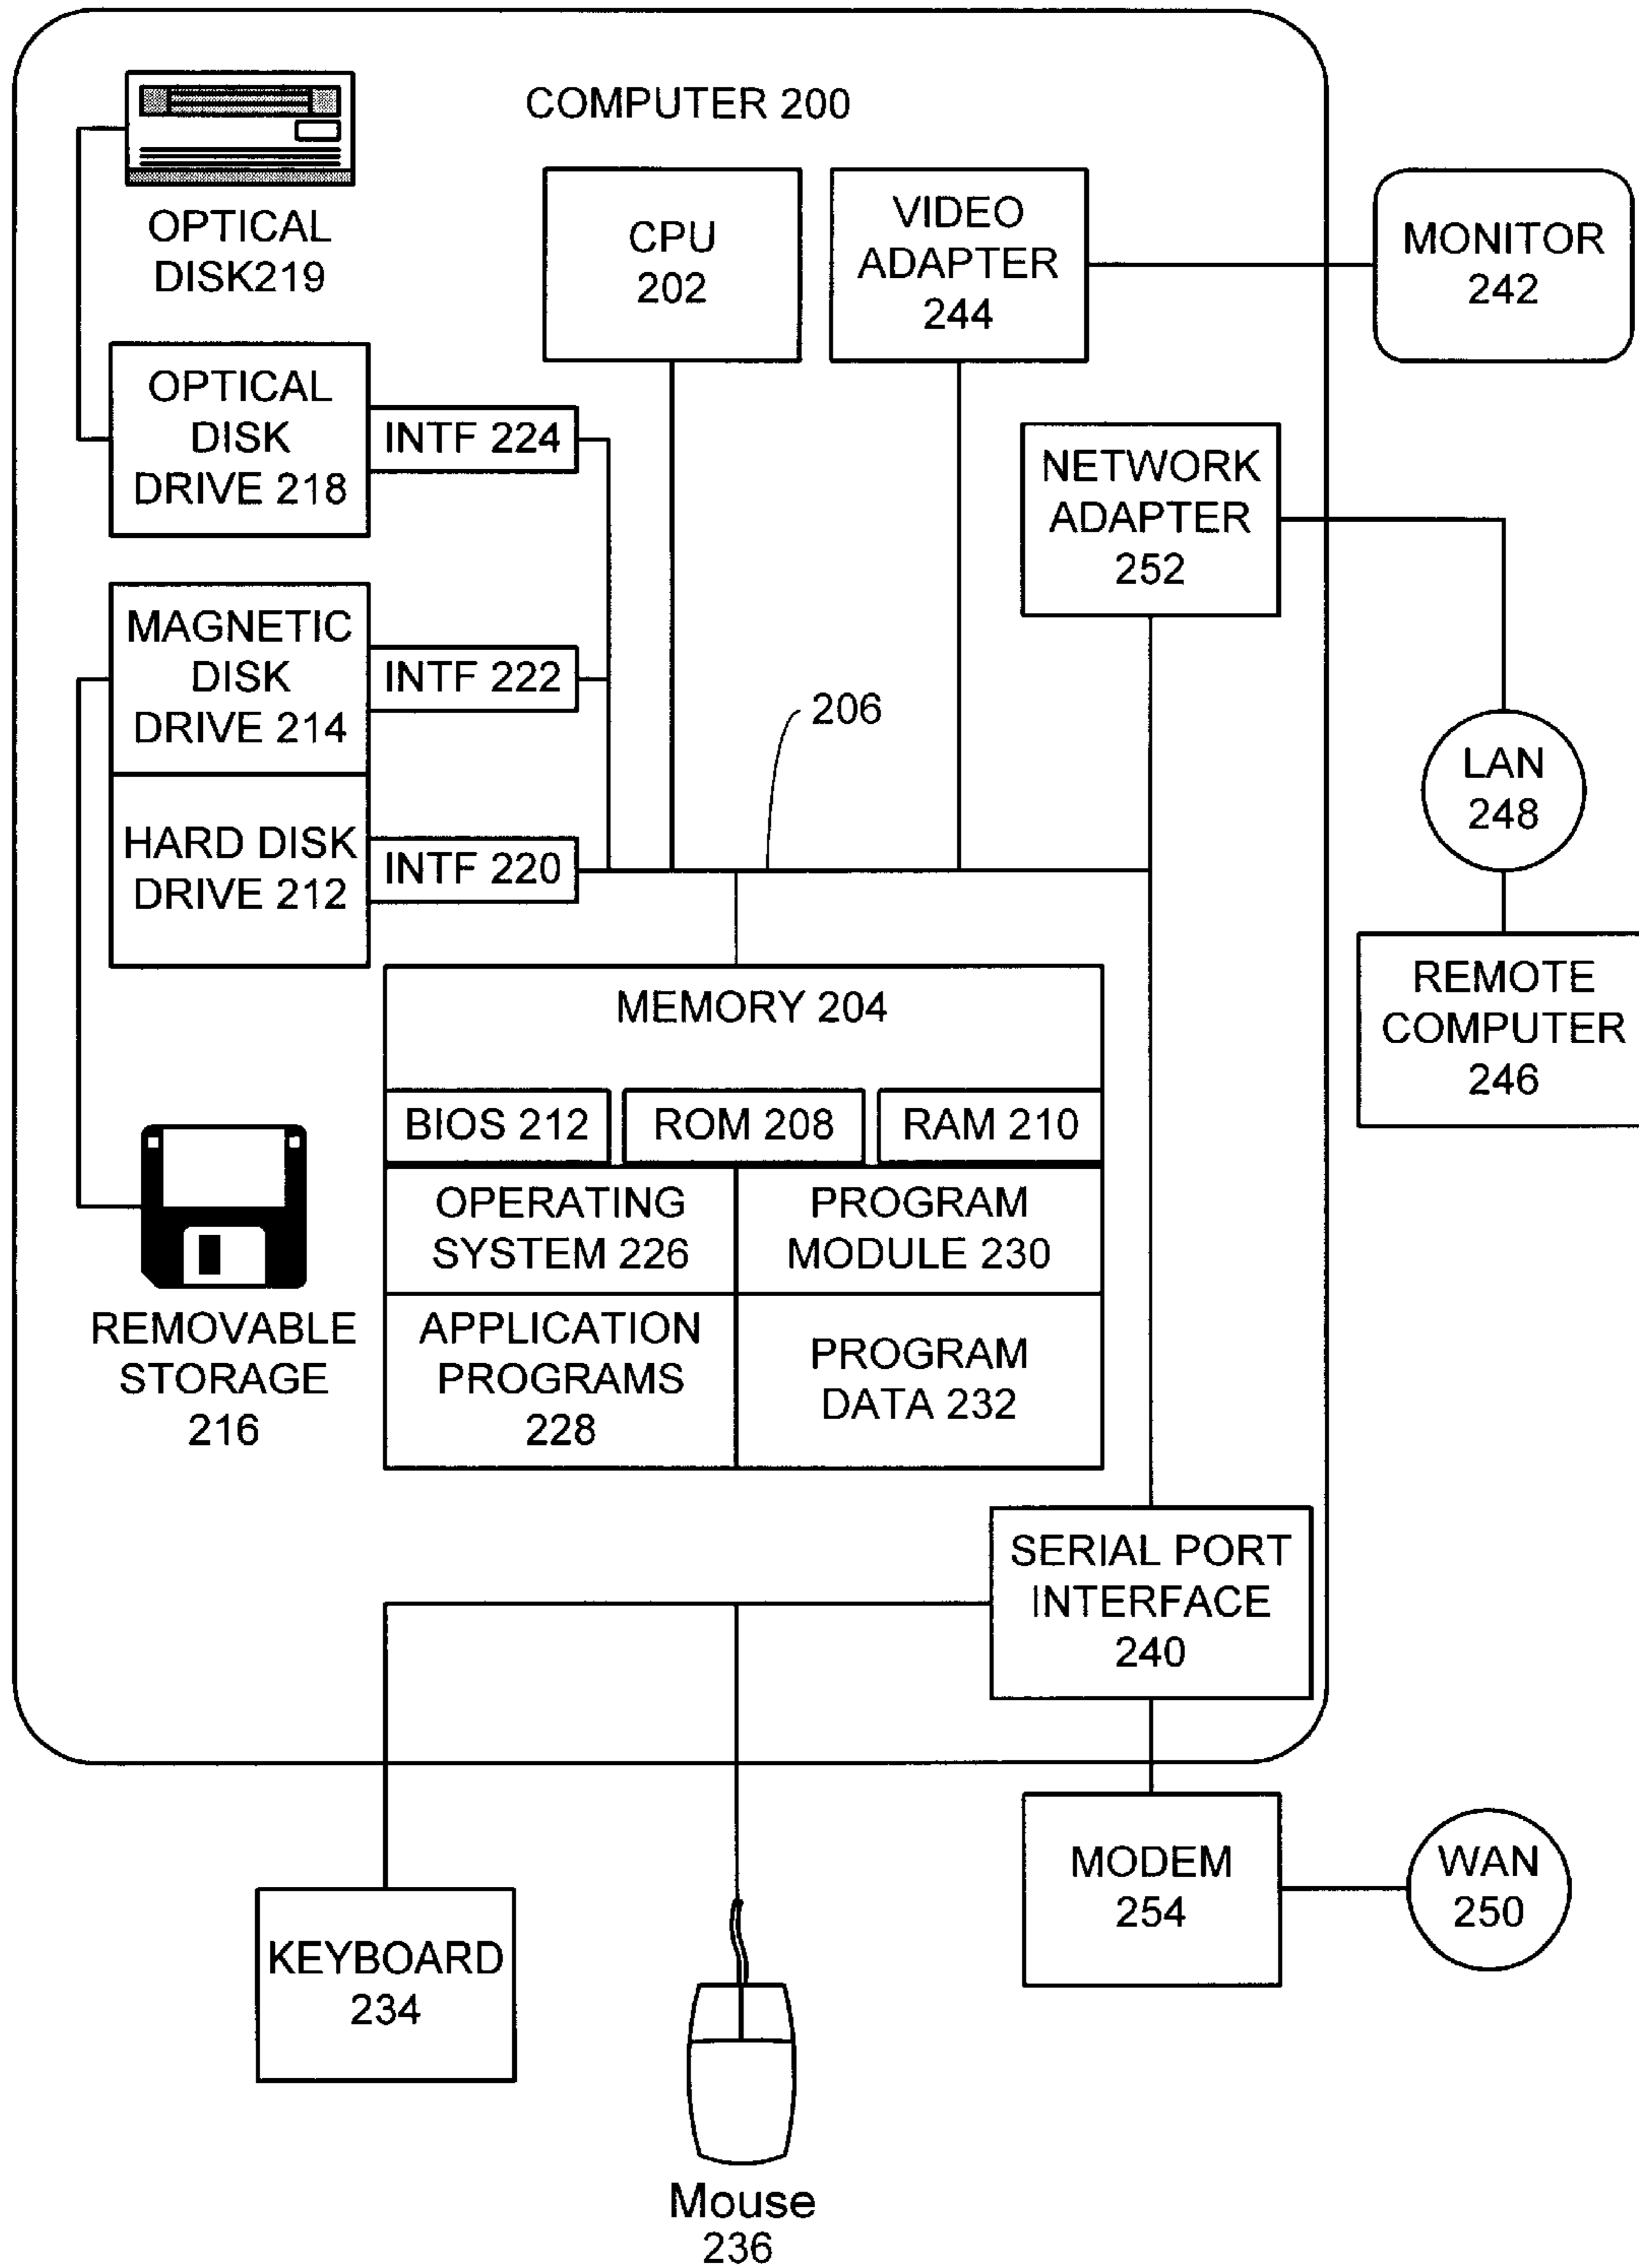 COMPUTER 200
OPTICAL
DISK219
CPU
202
VIDEO
ADAPTER
244
MONITOR
242
OPTICAL
DISK
DRIVE 218
INTF 224
NETWORK
ADAPTER
252
MAGNETIC
DISK
DRIVE 214
INTF 222
206
LAN
248
HARD DISK
DRIVE 212
INTF 220
REMOTE
COMPUTER
246
MEMORY 204
BIOS 212
ROM 208
RAM 210
OPERATING
SYSTEM 226
PROGRAM
MODULE 230
REMOVABLE
STORAGE
216
APPLICATION
PROGRAMS
228
PROGRAM
DATA 232
SERIAL PORT
INTERFACE
240
MODEM
254
WAN
250
KEYBOARD
234
Mouse
236